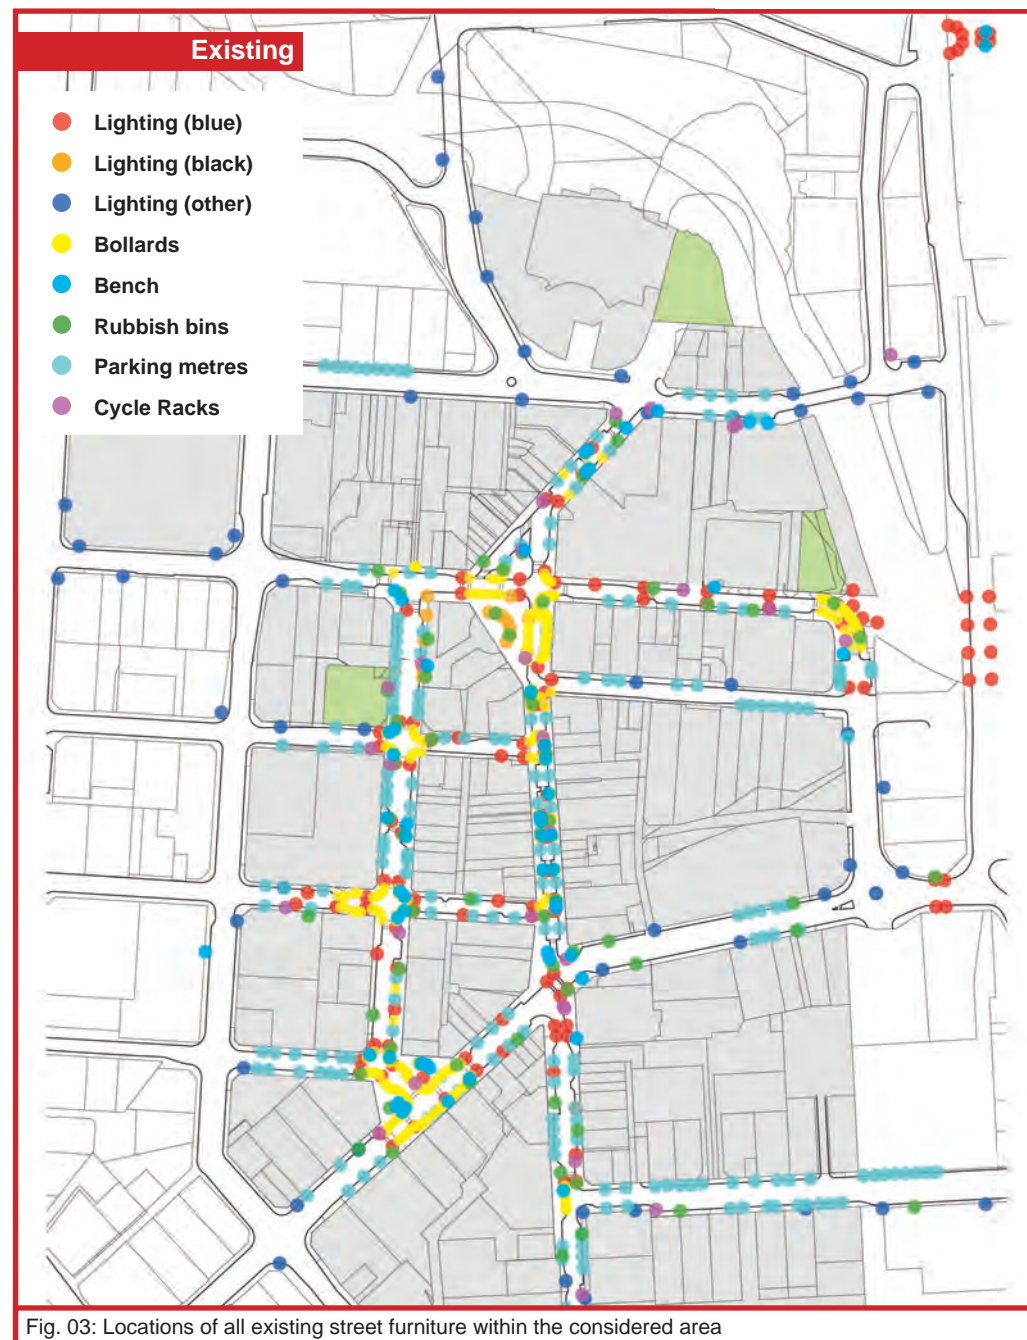 Existing
Lighting (blue)
Lighting (black)
Lighting (other)
Bollards
Bench
Rubbish bins
Parking metres
Cycle Racks
Fig. 03: Locations of all existing street furniture within the considered area